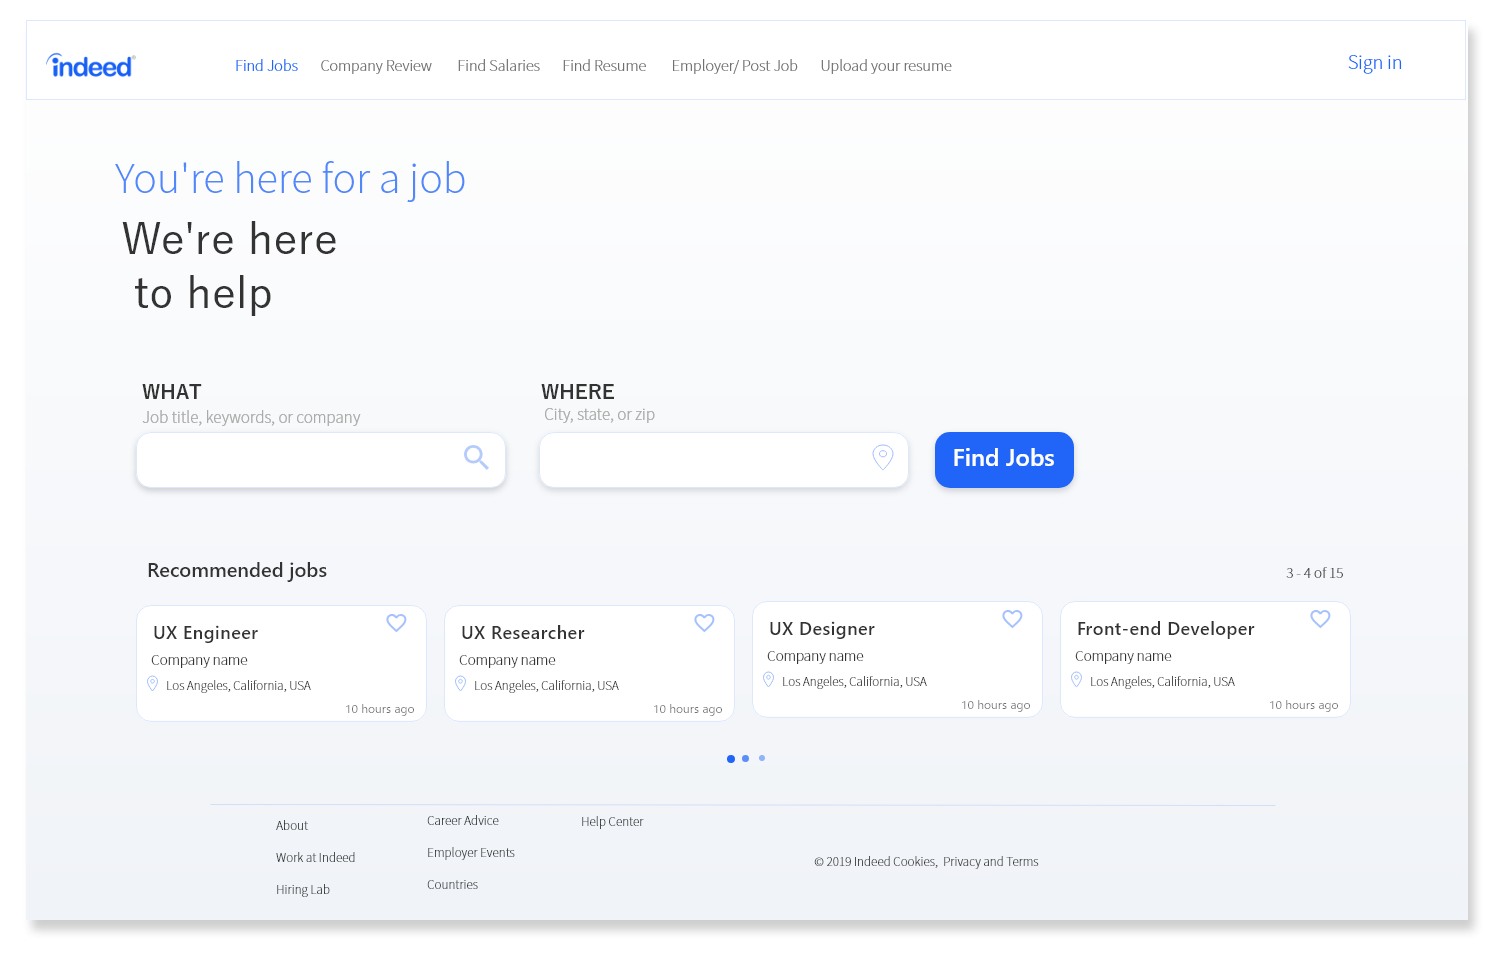 indeed
Find Jobs Company Review Find Salaries Find Resume Employer/ Post Job Upload your resume
Sign in
You're here for a job
We're here
to help
WHAT
Job title, keywords, or company
WHERE
City, state, or zip
Find Jobs
Recommended jobs
3 - 4 of 15
UX Engineer
Company name
Los Angeles, California, USA
10 hours ago
UX Researcher
Company name
Los Angeles, California, USA
10 hours ago
UX Designer
Company name
Los Angeles, California, USA
10 hours ago
Front-end Developer
Company name
Los Angeles, California, USA
10 hours ago
About
Work at Indeed
Hiring Lab
Career Advice
Employer Events
Countries
Help Center
© 2019 Indeed Cookies, Privacy and Terms